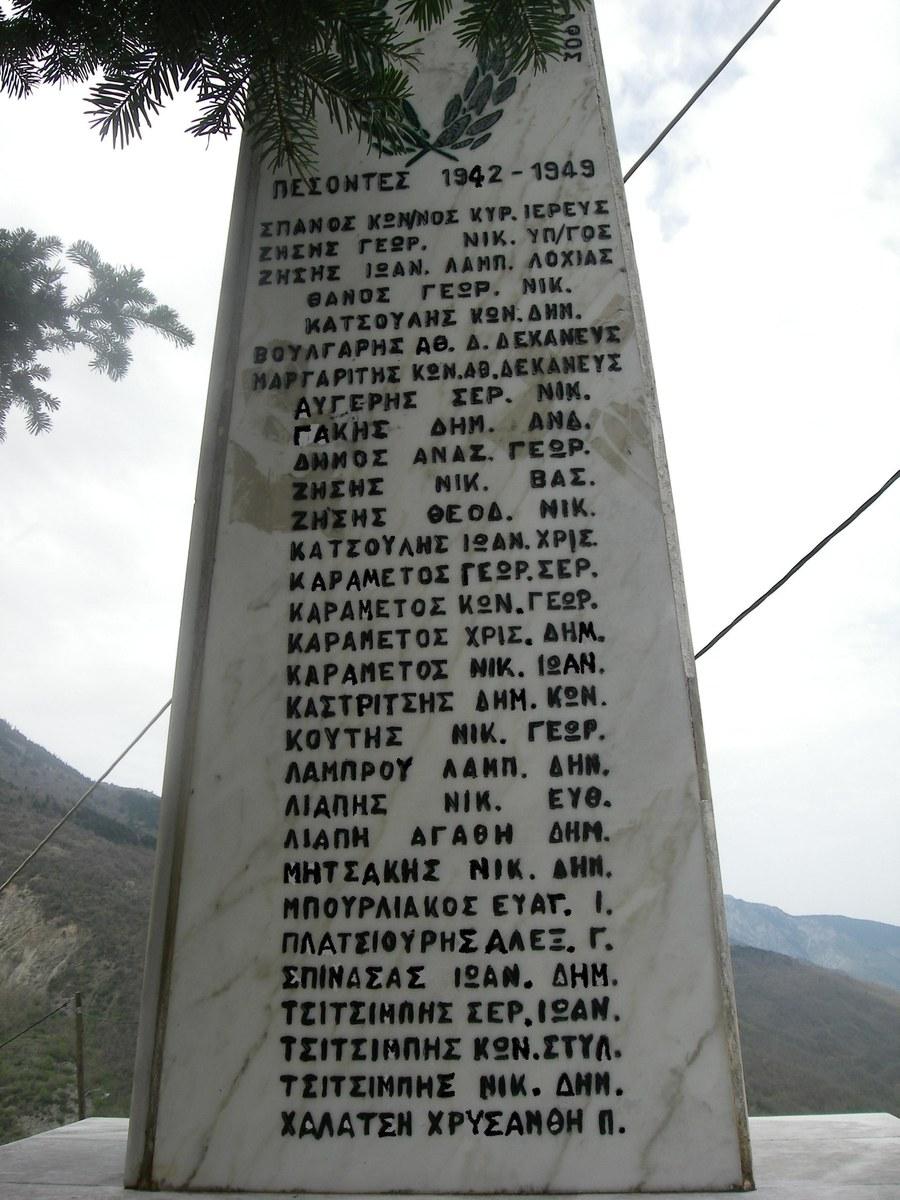 ΠΕΣΟΝΤΕΣ 1942-1949
ΣΠΑΝΟΣ ΚΩΝ/ΝΟΣ ΚΥΡ. ΙΕΡΕΥΣ
ΖΗΣΗΣ ΓΕΩΡ. ΝΙΚ. ΥΠ/ΓΟΣ
ΖΗΣΗΣ ΙΩΑΝ. ΛΑΜΠ. ΛΟΧΙΑΣ
ΘΑΝΟΣ ΓΕΩΡ. ΝΙΚ.
ΚΑΤΣΟΥΛΗΣ ΚΩΝ. ΔΗΜ.
ΒΟΥΛΓΑΡΗΣ ΑΘ. Δ. ΔΕΚΑΝΕΥΣ
ΜΑΡΓΑΡΙΤΗΣ ΚΩΝ.ΑΘ.ΔΕΚΑΝΕΥΣ
ΑΥΓΕΡΗΣ ΣΕΡ. ΝΙΚ.
ΓΑΚΗΣ ΔΗΜ. ΑΝΔ.
ΔΗΜΟΣ ΑΝΑΣ. ΓΕΩΡ.
ΖΗΣΗΣ ΝΙΚ. ΒΑΣ.
ΖΗΣΗΣ ΘΕΟΔ. ΝΙΚ.
ΚΑΤΣΟΥΛΗΣ ΙΩΑΝ. ΧΡΙΣ.
ΚΑΡΑΜΕΤΟΣ ΓΕΩΡ. ΣΕΡ.
ΚΑΡΑΜΕΤΟΣ ΚΩΝ. ΓΕΩΡ.
ΚΑΡΑΜΕΤΟΣ ΧΡΙΣ. ΔΗΜ.
ΚΑΡΑΜΕΤΟΣ ΝΙΚ. ΙΩΑΝ.
ΚΑΣΤΡΙΤΣΗΣ ΔΗΜ. ΚΩΝ.
ΚΟΥΤΗΣ ΝΙΚ. ΓΕΩΡ.
ΛΑΜΠΡΟΥ ΛΑΜΠ. ΔΗΜ.
ΛΙΑΠΗΣ ΝΙΚ. ΕΥΘ.
ΛΙΑΠΗ ΑΓΑΘΗ ΔΗΜ.
ΜΗΤΣΑΚΗΣ ΝΙΚ. ΔΗΜ.
ΜΠΟΥΡΛΙΑΚΟΣ ΕΥΑΓ. Ι.
ΠΛΑΤΣΙΟΥΡΗΣ ΑΛΕΞ. Γ.
ΣΠΙΝΑΣΑΣ ΙΩΑΝ. ΔΗΜ.
ΤΣΙΤΣΙΜΠΗΣ ΣΕΡ. ΙΩΑΝ.
ΤΣΙΤΣΙΜΠΗΣ ΚΩΝ. ΣΤΥΛ.
ΤΣΙΤΣΙΜΠΗΣ ΝΙΚ. ΔΗΜ.
ΧΑΛΑΤΣΗ ΧΡΥΣΑΝΘΗ Π.